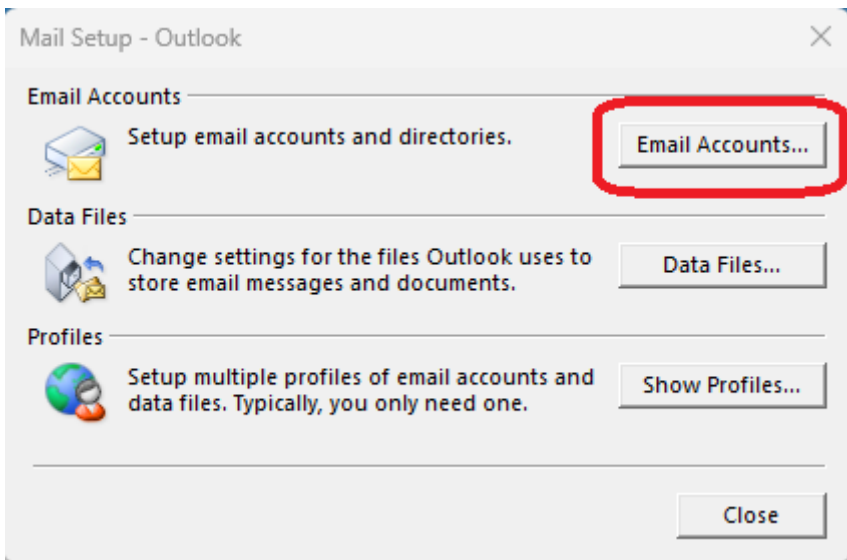 Mail Setup - Outlook
Email Accounts
Setup email accounts and directories.
Email Accounts...
Data Files
Change settings for the files Outlook uses to
store email messages and documents.
Data Files...
Profiles
Setup multiple profiles of email accounts and
data files. Typically, you only need one.
Show Profiles...
Close